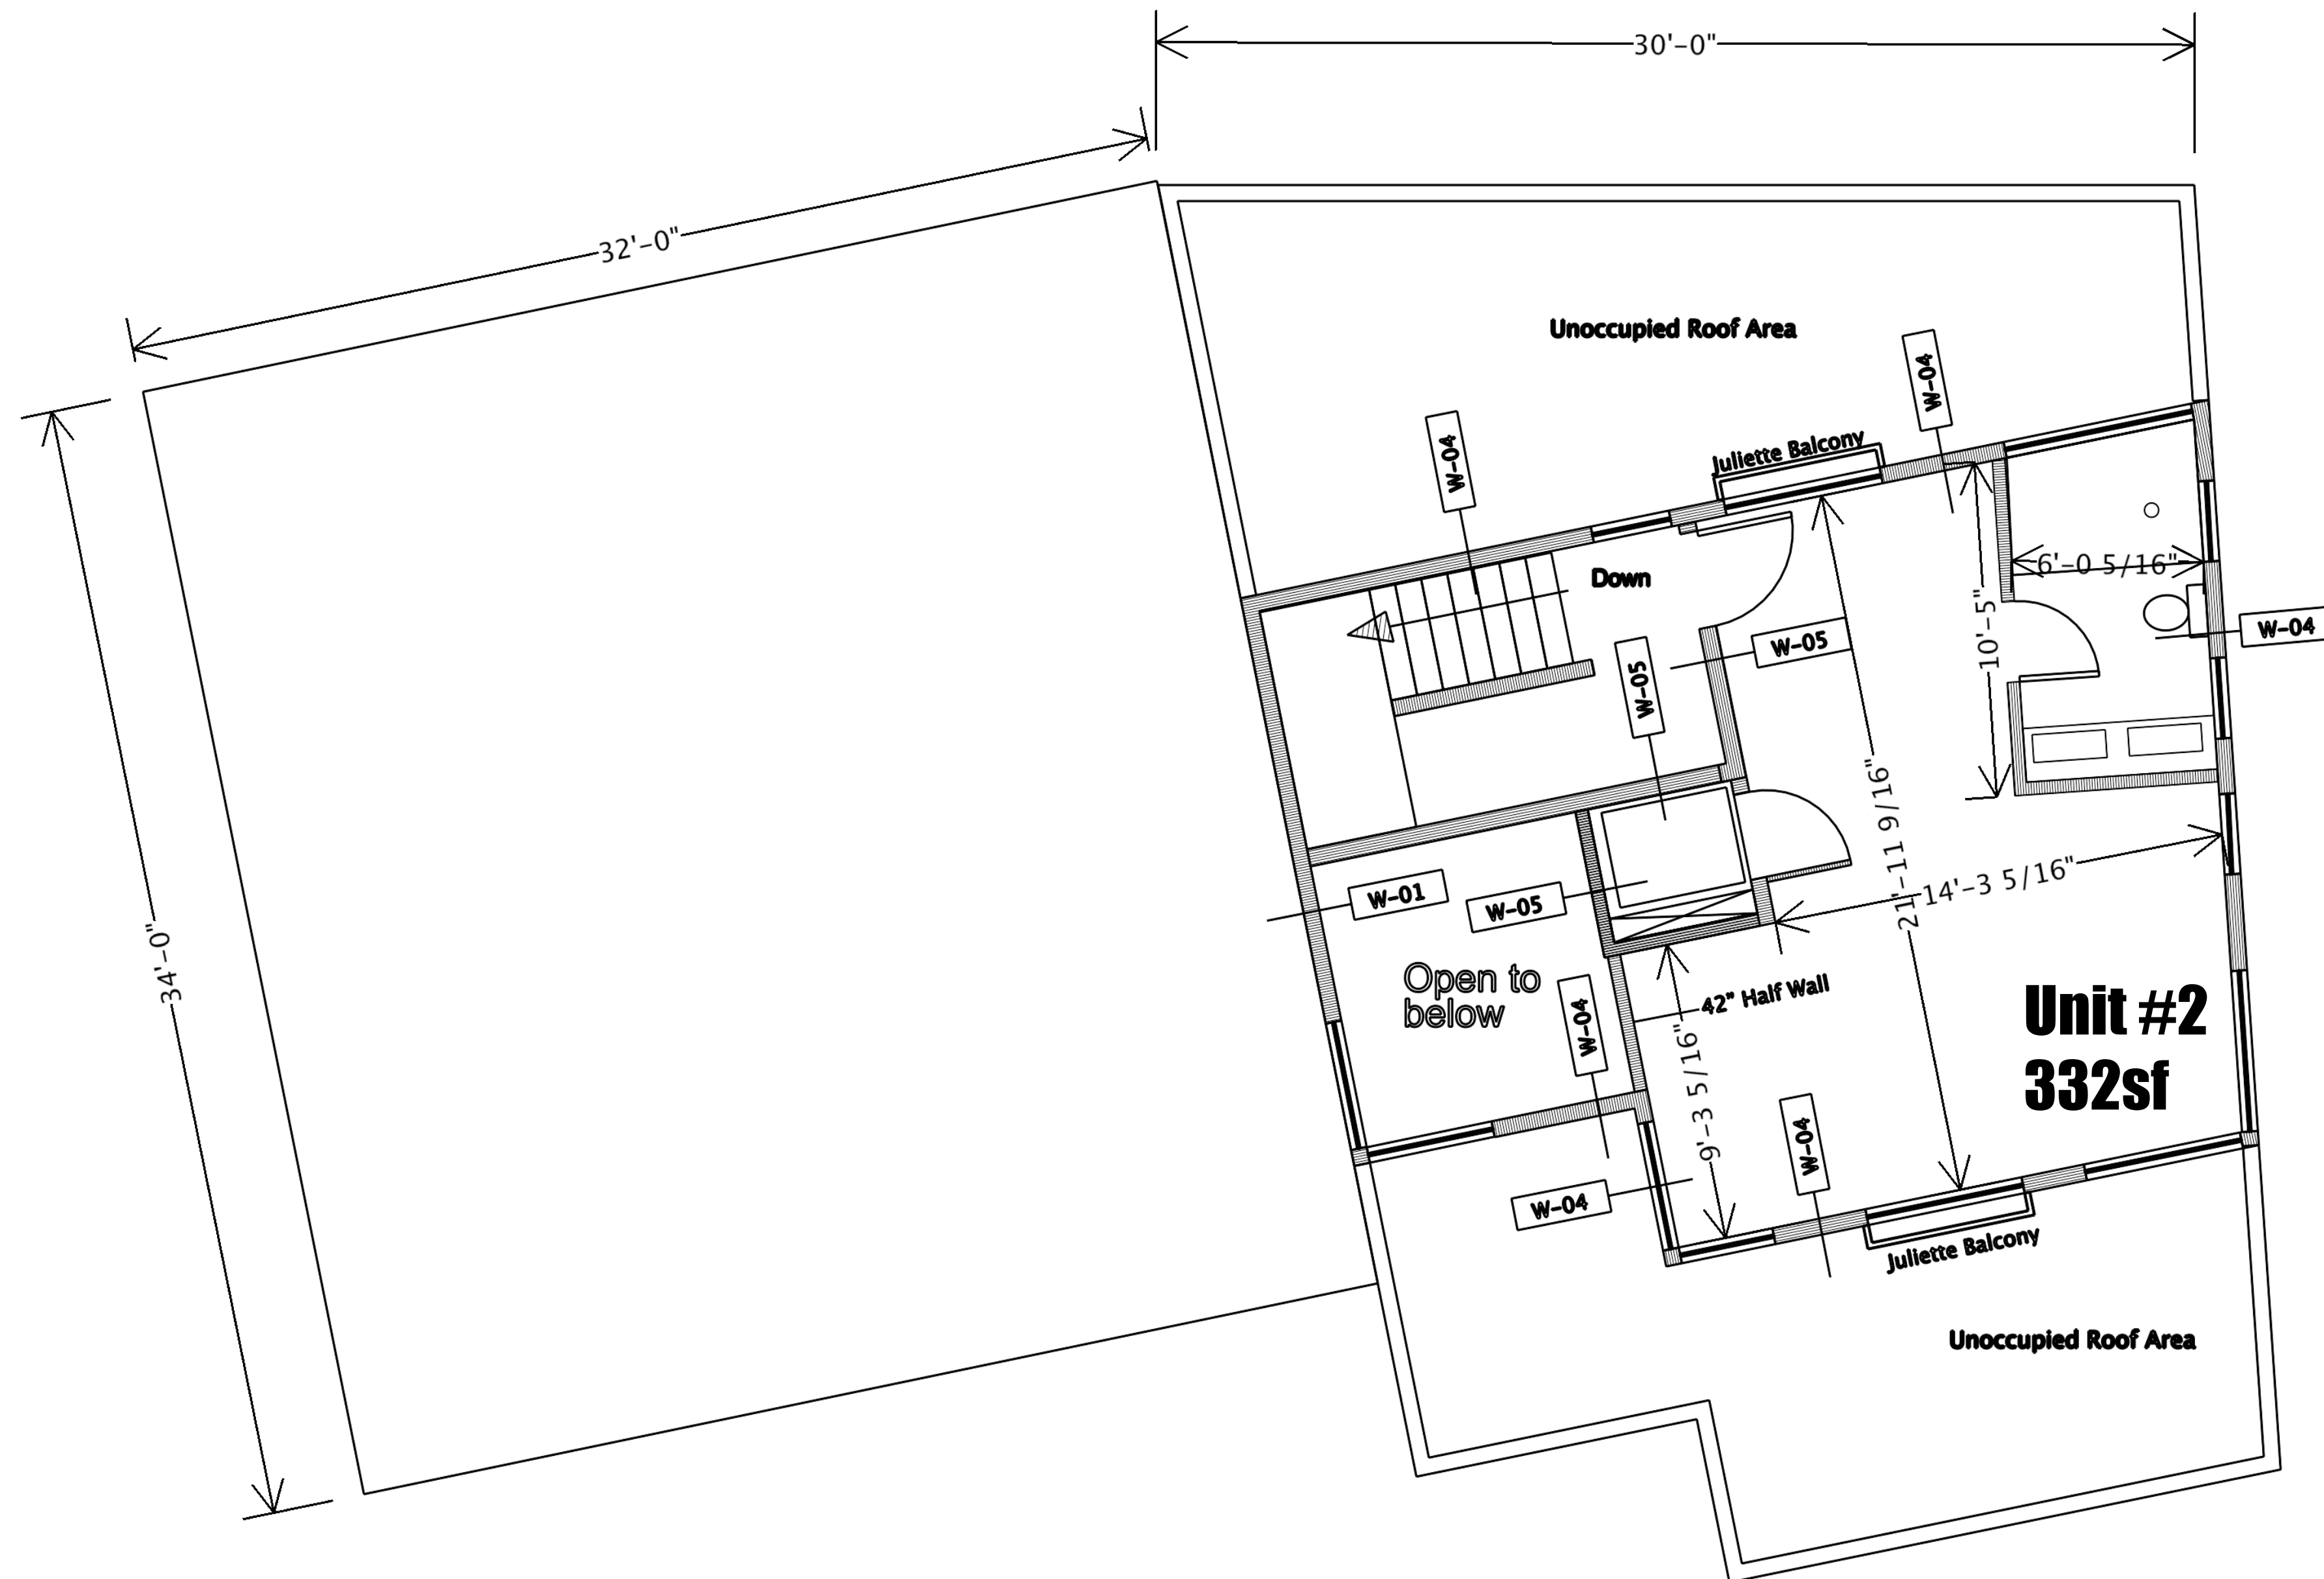 30'-0"
32'-0"
Unoccupied Roof Area
W-04
W-04
Juliette Balcony
Down
6'-0 5/16"
10'-5"
W-04
W-05
W-05
21'-11 9/16"
14'-3 5/16"
W-01
W-05
34'-0"
Open to
below
42" Half Wall
W-04
9'-3 5/16"
Unit #2
332sf
W-04
W-04
Juliette Balcony
Unoccupied Roof Area